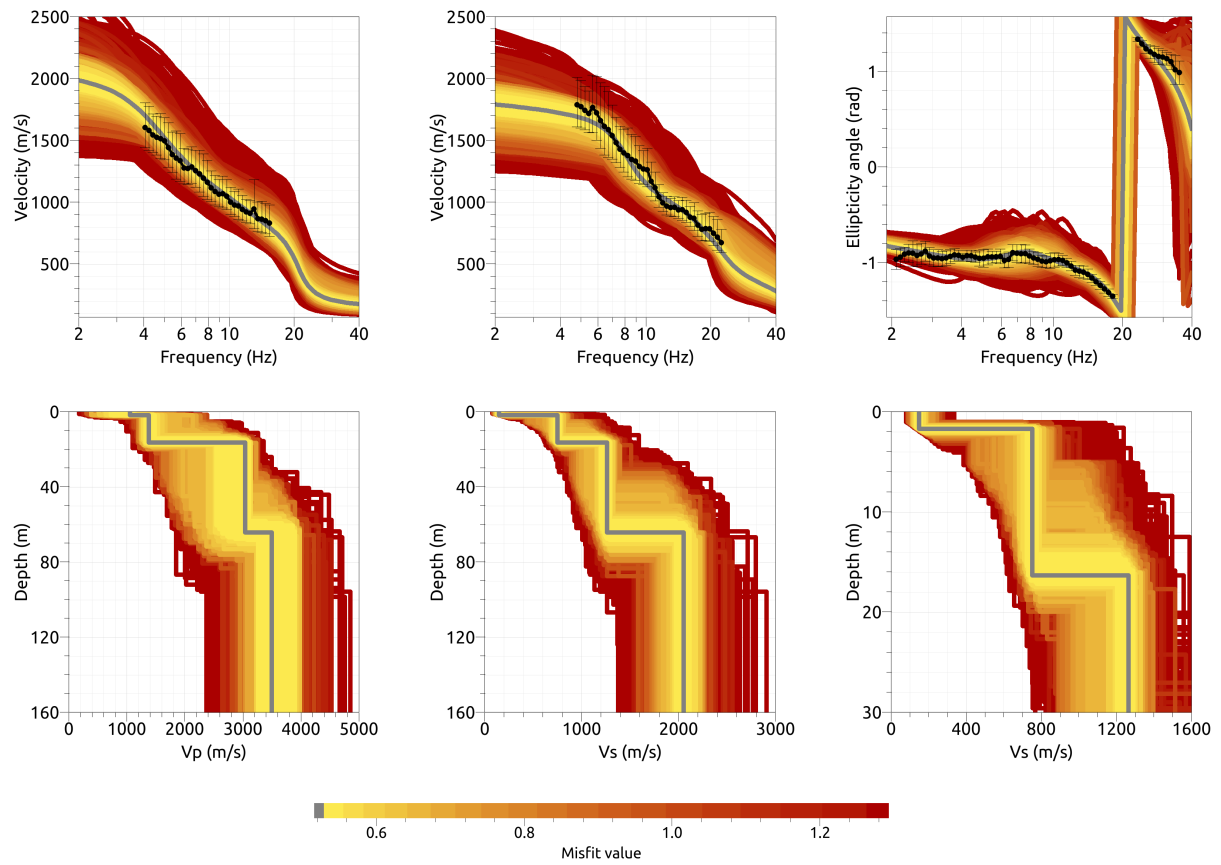 2500
2000
1500
1000
500
Velocity (m/s)
2 4 6 8 10 20 40
Frequency (Hz)
2500
2000
1500
1000
500
Velocity (m/s)
2 4 6 8 10 20 40
Frequency (Hz)
1
0
-1
Ellipticity angle (rad)
2 4 6 8 10 20 40
Frequency (Hz)
0
40
80
120
160
Depth (m)
0 1000 2000 3000 4000 5000
Vp (m/s)
0
40
80
120
160
Depth (m)
0 1000 2000 3000
Vs (m/s)
0
10
20
30
Depth (m)
0 400 800 1200 1600
Vs (m/s)
0.6 0.8 1.0 1.2
Misfit value